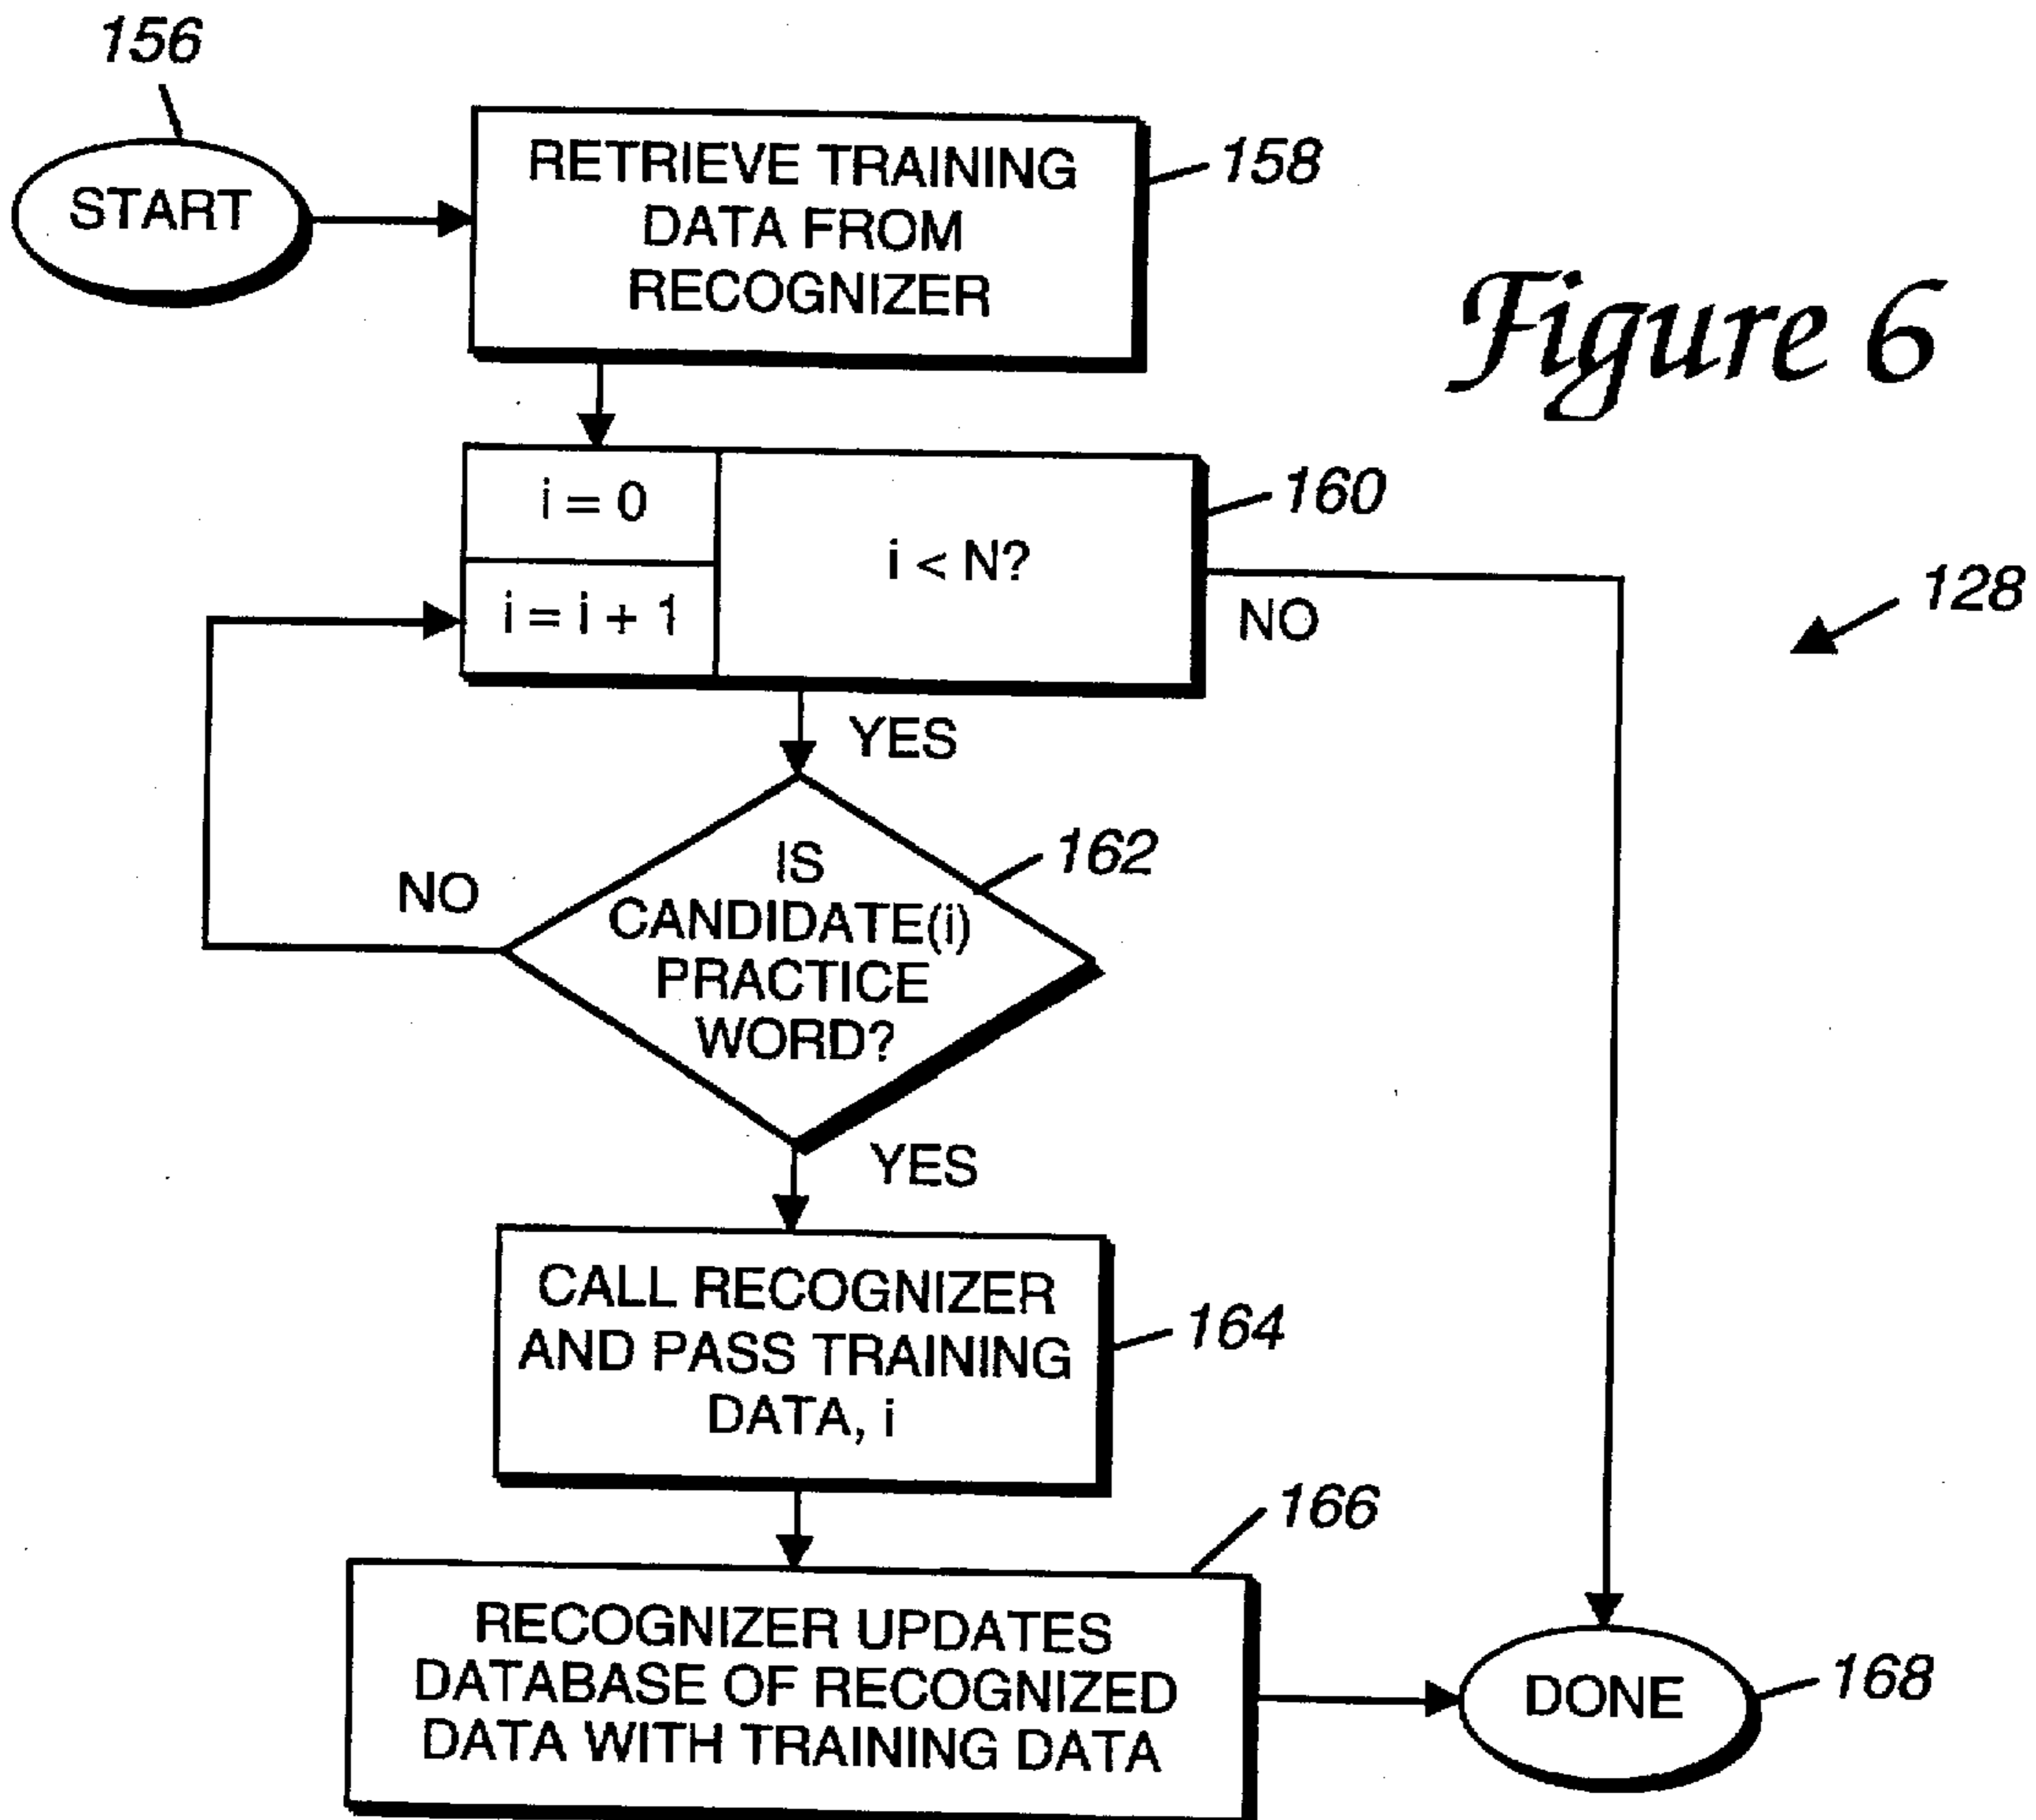 156
START
RETRIEVE TRAINING
DATA FROM
RECOGNIZER
158
Figure 6
i = 0
i = i + 1
i < N?
160
NO
128
YES
IS
CANDIDATE(i)
PRACTICE
WORD?
162
NO
YES
CALL RECOGNIZER
AND PASS TRAINING
DATA, i
164
166
RECOGNIZER UPDATES
DATABASE OF RECOGNIZED
DATA WITH TRAINING DATA
DONE
168